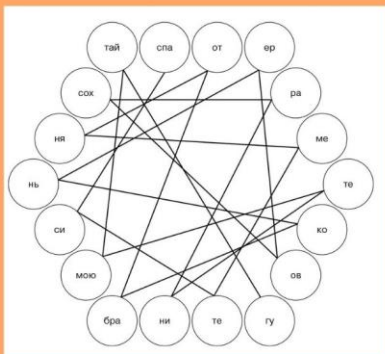 тай спа от ер
сох ра
ня ме
нь те
си ко
мою ов
бра ни те гу